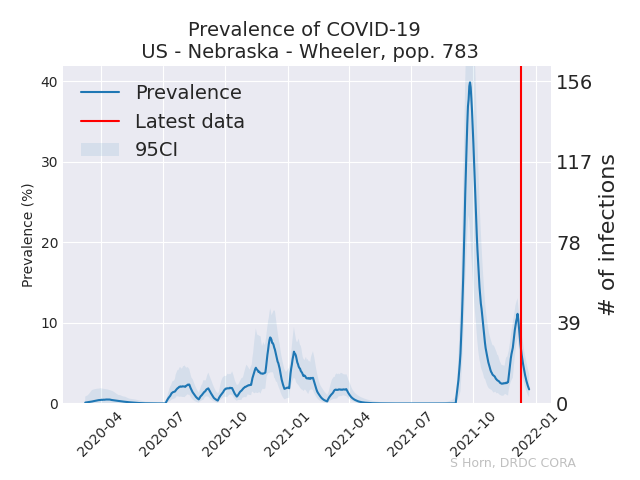 Prevalence of COVID-19
US - Nebraska - Wheeler, pop. 783
Prevalence
Latest data
95CI
Prevalence (%)
40
30
20
10
0
156
117
78
39
0
# of infections
2020-04
2020-07
2020-10
2021-01
2021-04
2021-07
2021-10
2022-01
S Horn, DRDC CORA